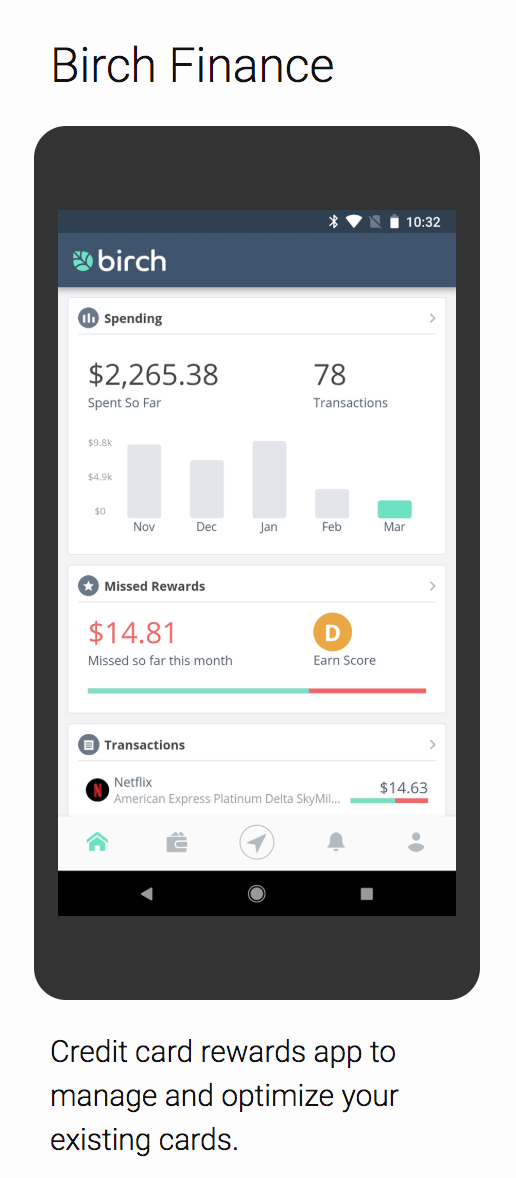 Birch Finance
10:32
birch
Spending
$2,265.38
78
Spent So Far
Transactions
$9.8k
$4.9k
$0
Nov Dec Jan Feb Mar
Missed Rewards
$14.81
D
Missed so far this month
Earn Score
Transactions
Netflix
$14.63
American Express Platinum Delta SkyMil...
Credit card rewards app to
manage and optimize your
existing cards.